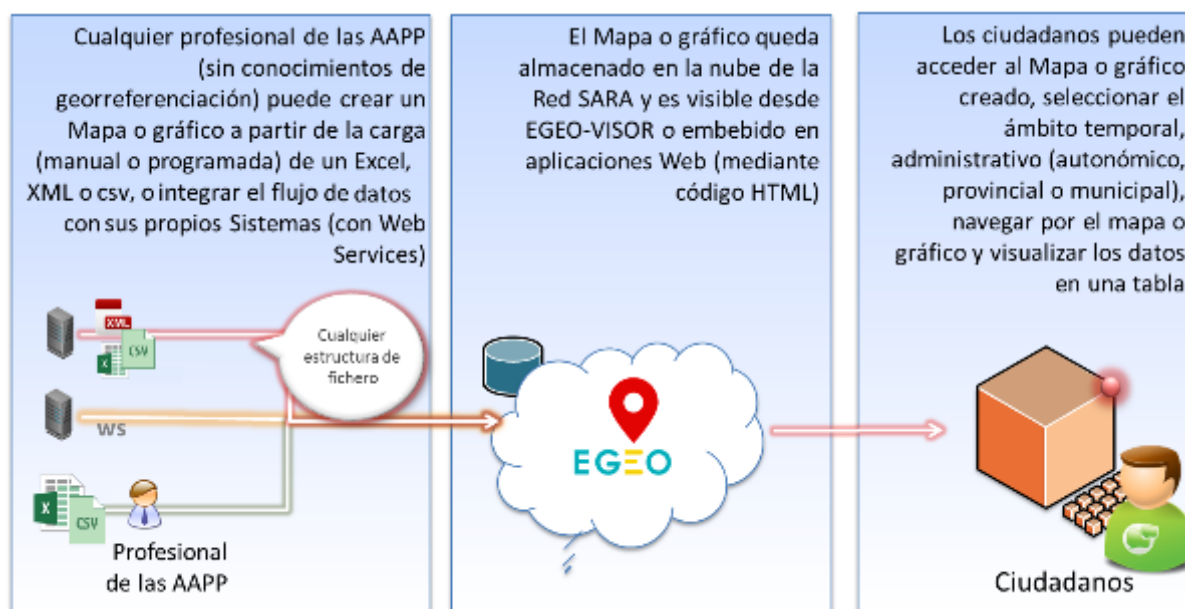 Cualquier profesional de las AAPP
(sin conocimientos de
georreferenciación) puede crear un
Mapa o gráfico a partir de la carga
(manual o programada) de un Excel,
XML o csv, o integrar el flujo de datos
con sus propios Sistemas (con Web
Services)
XML
CSV
X
Cualquier
estructura de
fichero
WS
X
CSV
Profesional
de las AAPP
El Mapa o gráfico queda
almacenado en la nube de la
Red SARA y es visible desde
EGEO-VISOR o embebido en
aplicaciones Web (mediante
código HTML)
EGEO
Los ciudadanos pueden
acceder al Mapa o gráfico
creado, seleccionar el
ámbito temporal,
administrativo (autonómico,
provincial o municipal),
navegar por el mapa o
gráfico y visualizar los datos
en una tabla
Ciudadanos